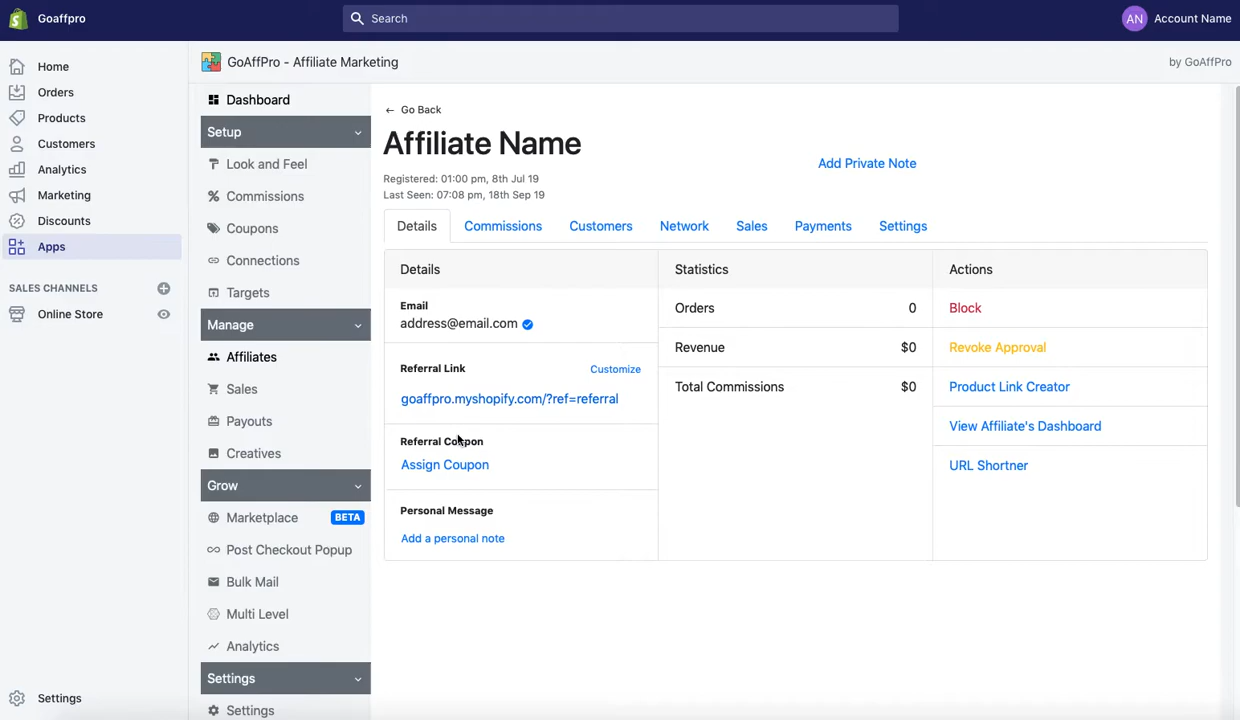 Goaffpro
Search
AN Account Name
Home
Orders
Products
Customers
Analytics
Marketing
Discounts
Apps
SALES CHANNELS
Online Store
Settings
GoAffPro - Affiliate Marketing
by GoAffPro
Dashboard
Setup
Look and Feel
Commissions
Coupons
Connections
Targets
Manage
Affiliates
Sales
Payouts
Creatives
Grow
Marketplace BETA
Post Checkout Popup
Bulk Mail
Multi Level
Analytics
Settings
Settings
← Go Back
Affiliate Name
Add Private Note
Registered: 01:00 pm, 8th Jul 19
Last Seen: 07:08 pm, 18th Sep 19
Details Commissions Customers Network Sales Payments Settings
Details
Email
address@email.com
Referral Link Customize
goaffpro.myshopify.com/?ref=referral
Referral Coupon
Assign Coupon
Personal Message
Add a personal note
Statistics
Orders 0
Revenue $0
Total Commissions $0
Actions
Block
Revoke Approval
Product Link Creator
View Affiliate's Dashboard
URL Shortner